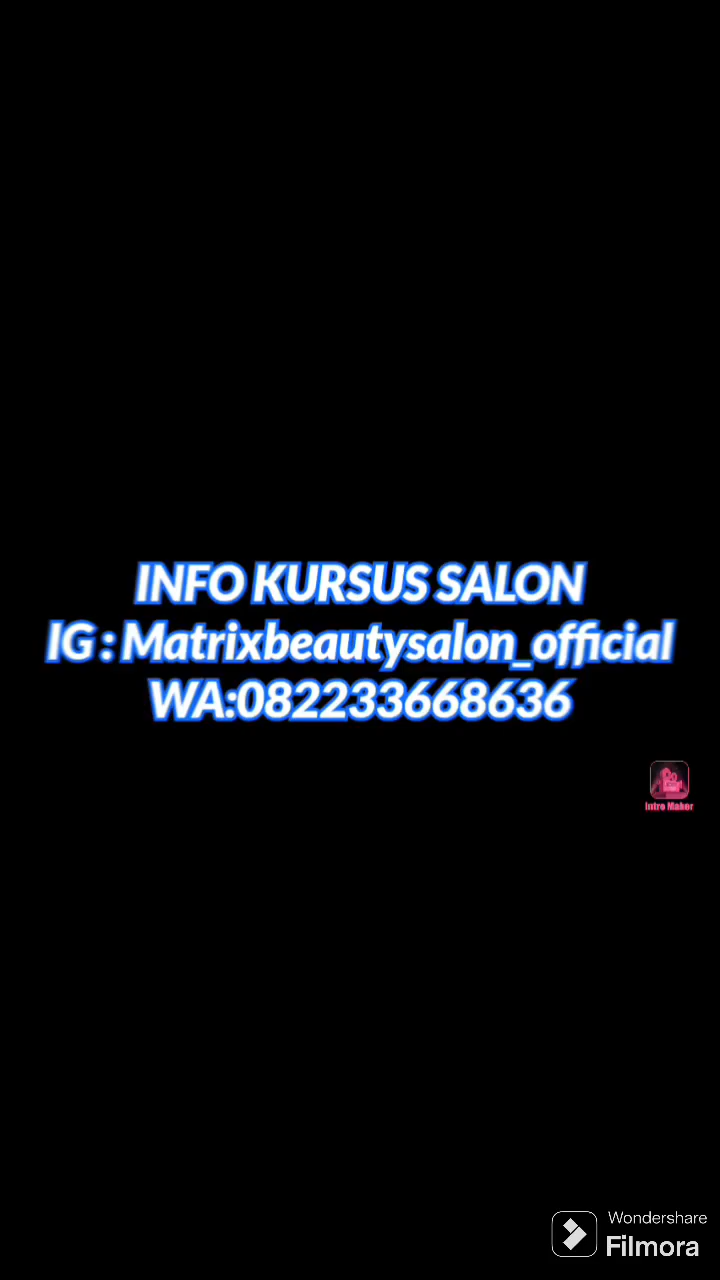 INFO KURSUS SALON
IG : Matrixbeautysalon_official
WA:082233668636
Intro Maker
Wondershare
Filmora